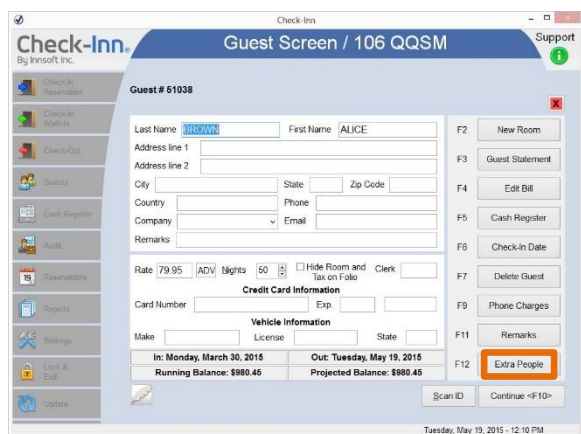 Check-Inn
Check-Inn®
By Innsoft Inc.
Guest Screen / 106 QQSM
Support
Check-In
Reservation
Check-In
Walk-In
Check-Out
Guests
Cash Register
Audit
19
Reservations
Reports
Settings
Lock &
Exit
Update
Guest # 51038
X
Last Name BROWN First Name ALICE
Address line 1
Address line 2
City State Zip Code
Country Phone
Company Email
Remarks
Rate 79.95 ADV Nights 50 Hide Room and Tax on Folio Clerk
Credit Card Information
Card Number Exp.
Vehicle Information
Make License State
In: Monday, March 30, 2015 Out: Tuesday, May 19, 2015
Running Balance: $980.45 Projected Balance: $980.45
F2 New Room
F3 Guest Statement
F4 Edit Bill
F5 Cash Register
F6 Check-In Date
F7 Delete Guest
F9 Phone Charges
F11 Remarks
F12 Extra People
Scan ID Continue <F10>
Tuesday, May 19, 2015 - 12:10 PM